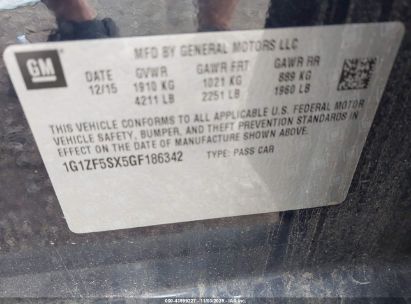 GM
MFD BY GENERAL MOTORS LLC
DATE GVWR GAWR FRT GAWR RR
12/15 1910 KG 1021 KG 889 KG
4211 LB 2251 LB 1960 LB
THIS VEHICLE CONFORMS TO ALL APPLICABLE U.S. FEDERAL MOTOR
VEHICLE SAFETY, BUMPER, AND THEFT PREVENTION STANDARDS IN
EFFECT ON THE DATE OF MANUFACTURE SHOWN ABOVE.
1G1ZF5SX5GF186342 TYPE: PASS CAR